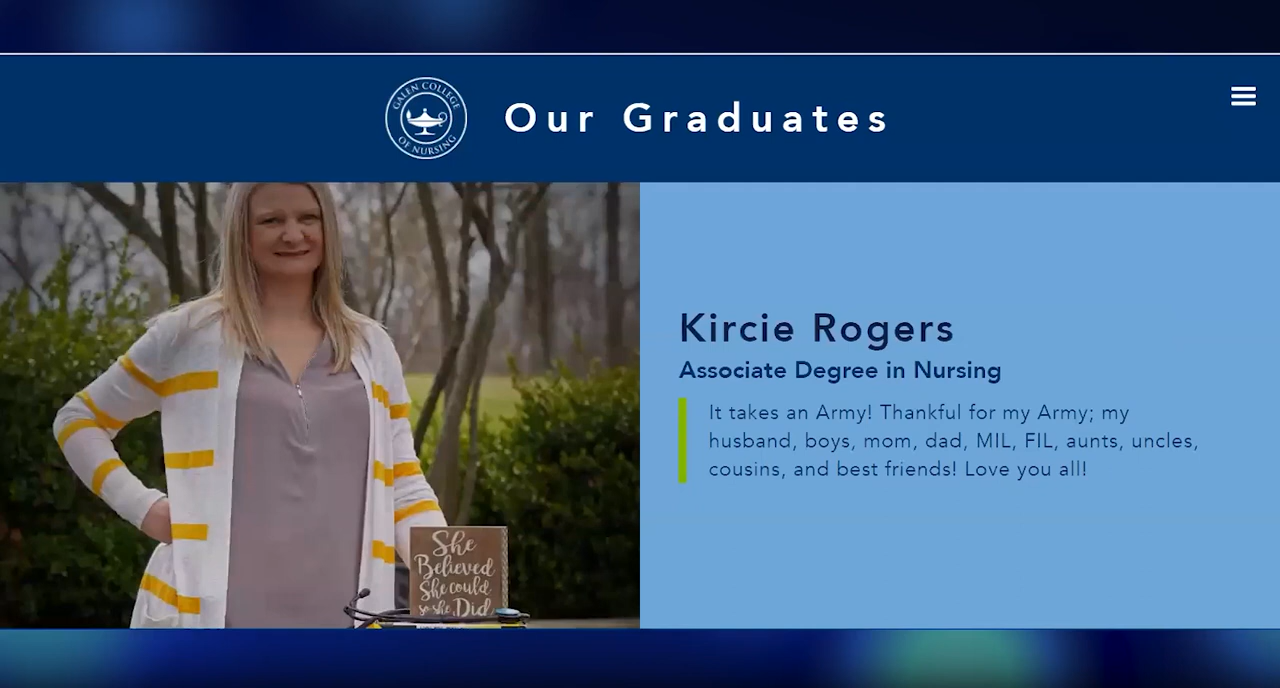 GALEN COLLEGE
OF NURSING
Our Graduates
Kircie Rogers
Associate Degree in Nursing
It takes an Army! Thankful for my Army; my
husband, boys, mom, dad, MIL, FIL, aunts, uncles,
cousins, and best friends! Love you all!
She
Believed
She could
so she Did